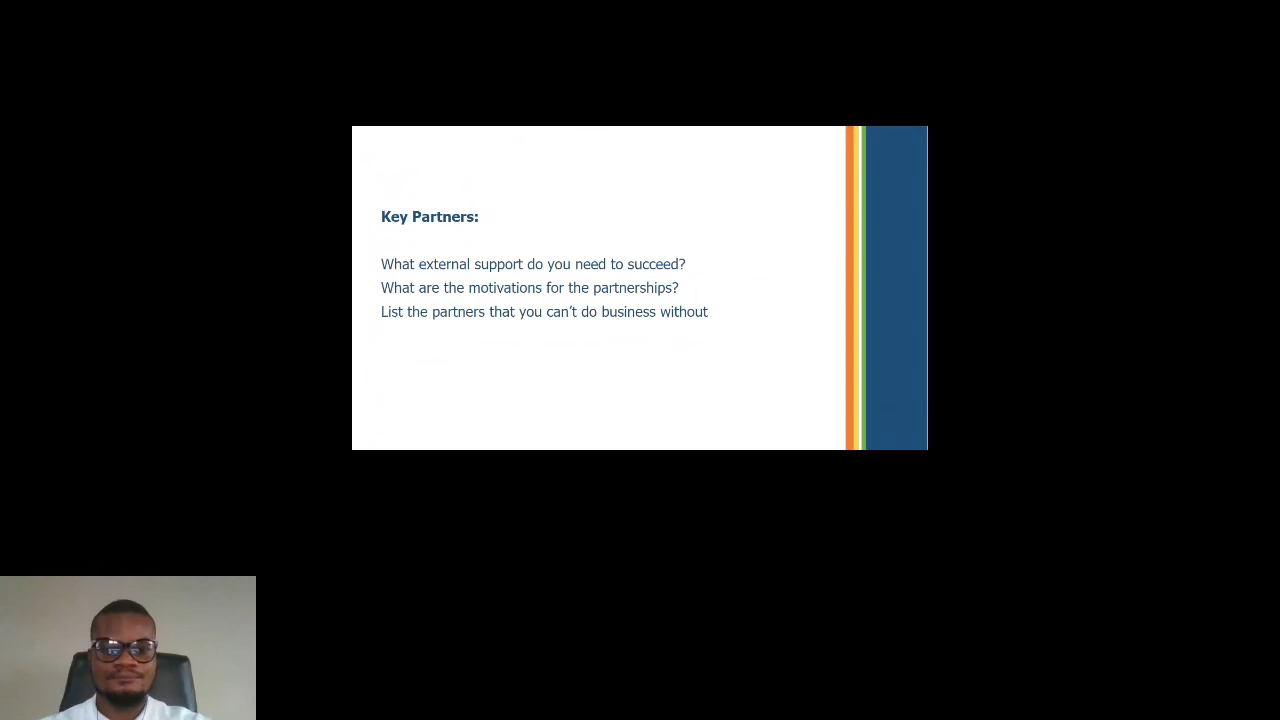 Key Partners:
What external support do you need to succeed?
What are the motivations for the partnerships?
List the partners that you can’t do business without